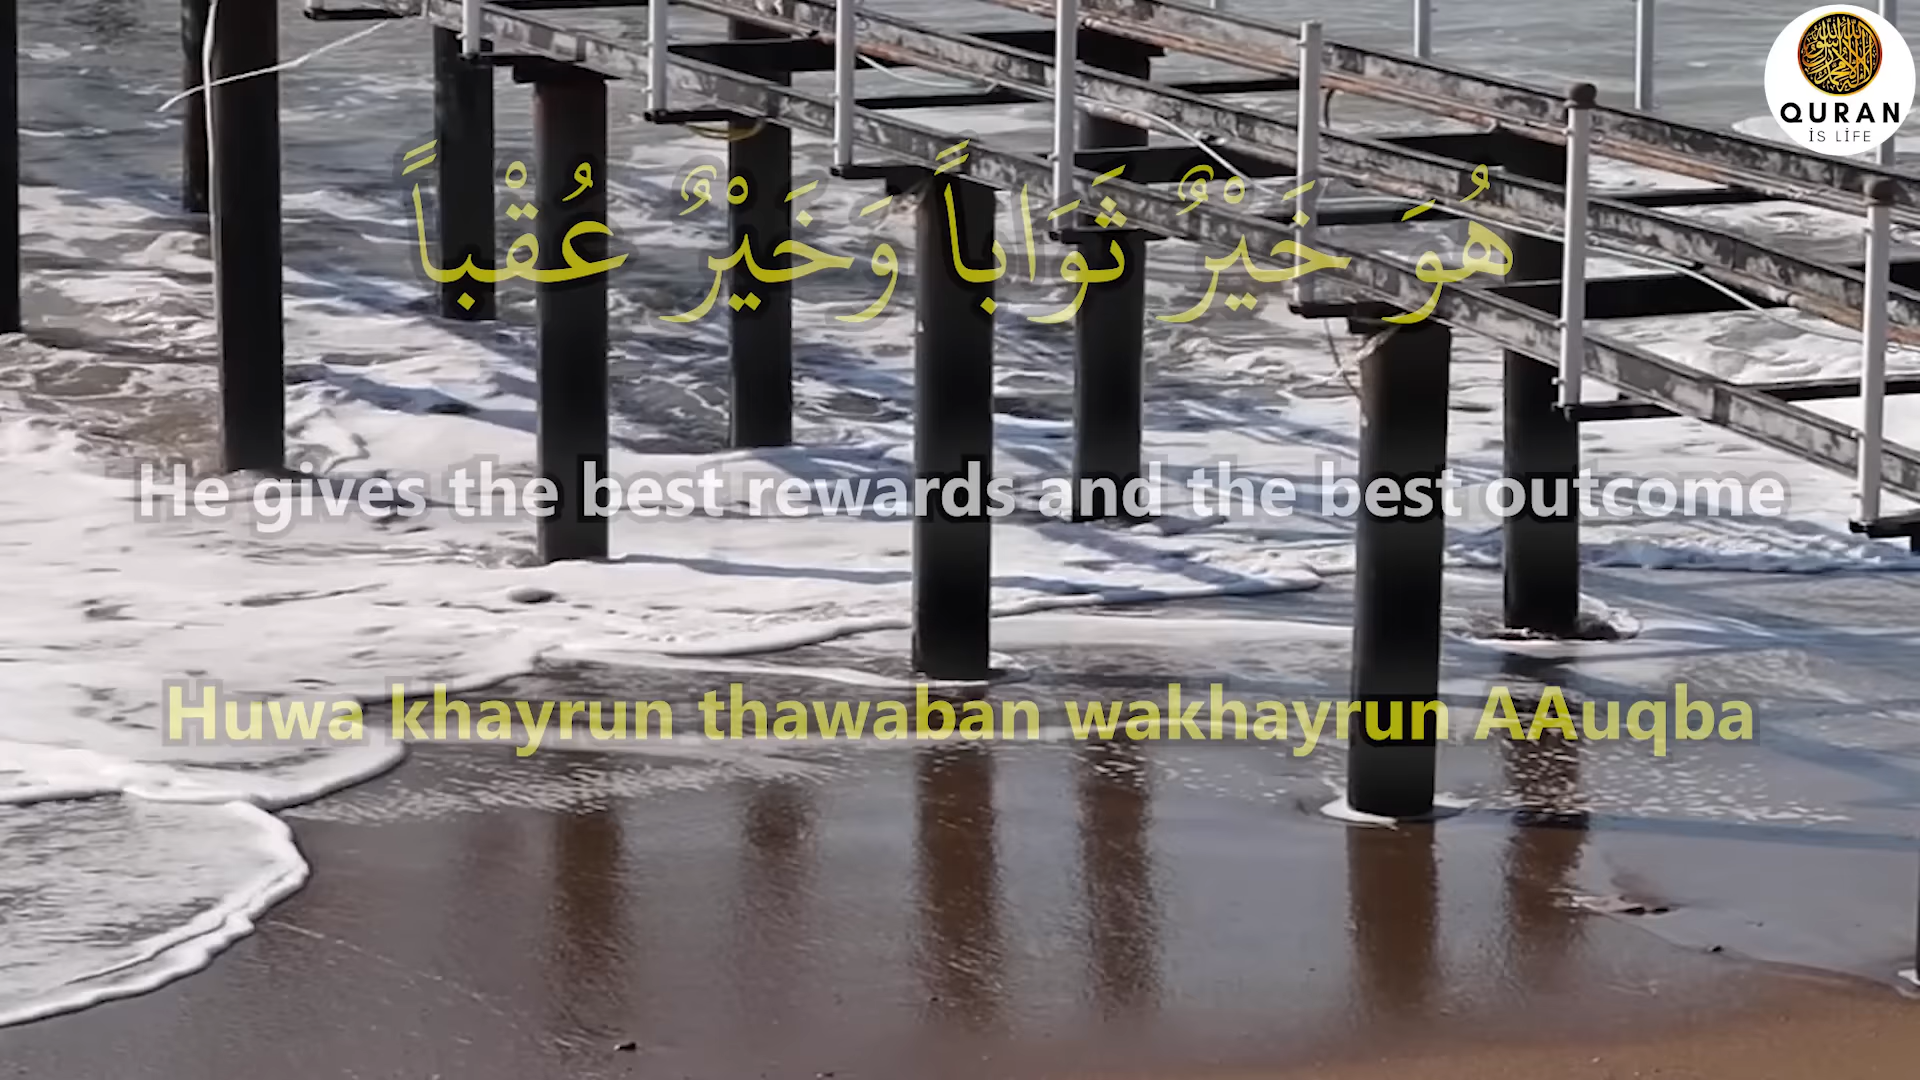 QURAN
İS LİFE
هُوَ خَيْرٌ ثَوَاباً وَخَيْرٌ عُقْباً
He gives the best rewards and the best outcome
Huwa khayrun thawaban wakhayrun AAuqba